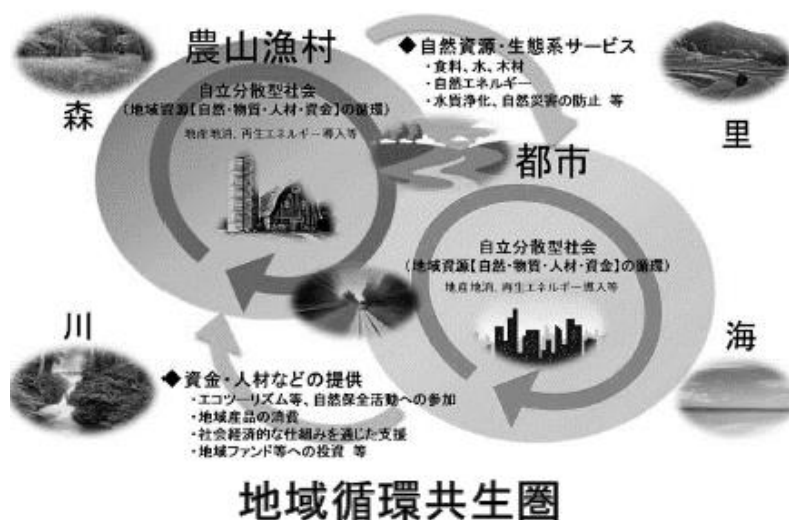 農山漁村
森
自立分散型社会
(地域資源【自然・物質・人材・資金】の循環)
地産地消、再生エネルギー導入等
◆自然資源・生態系サービス
・食料、水、木材
・自然エネルギー
・水質浄化、自然災害の防止 等
里
都市
自立分散型社会
(地域資源【自然・物質・人材・資金】の循環)
地産地消、再生エネルギー導入等
川
◆資金・人材などの提供
・エコツーリズム等、自然保全活動への参加
・地域産品の消費
・社会経済的な仕組みを通じた支援
・地域ファンド等への投資 等
海
地域循環共生圏